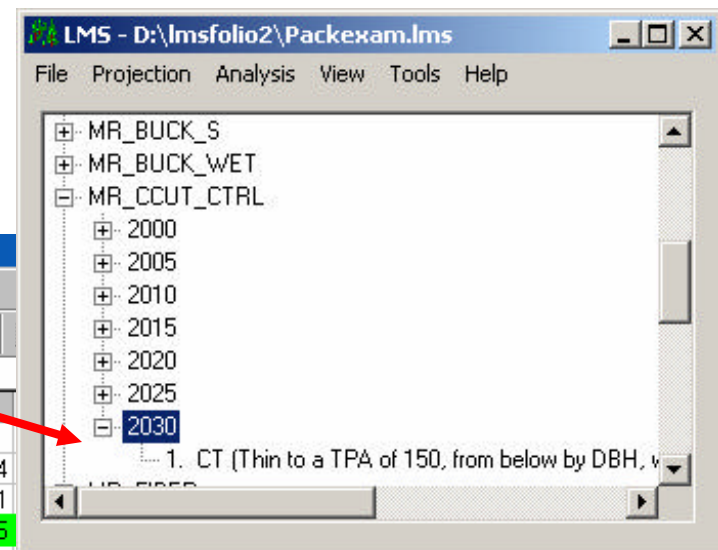 LMS - D:\lmsfolio2\Packexam.lms
File Projection Analysis View Tools Help
MR_BUCK_S
MR_BUCK_WET
MR_CCUT_CTRL
2000
2005
2010
2015
2020
2025
2030
1. CT (Thin to a TPA of 150, from below by DBH,
4
1
5